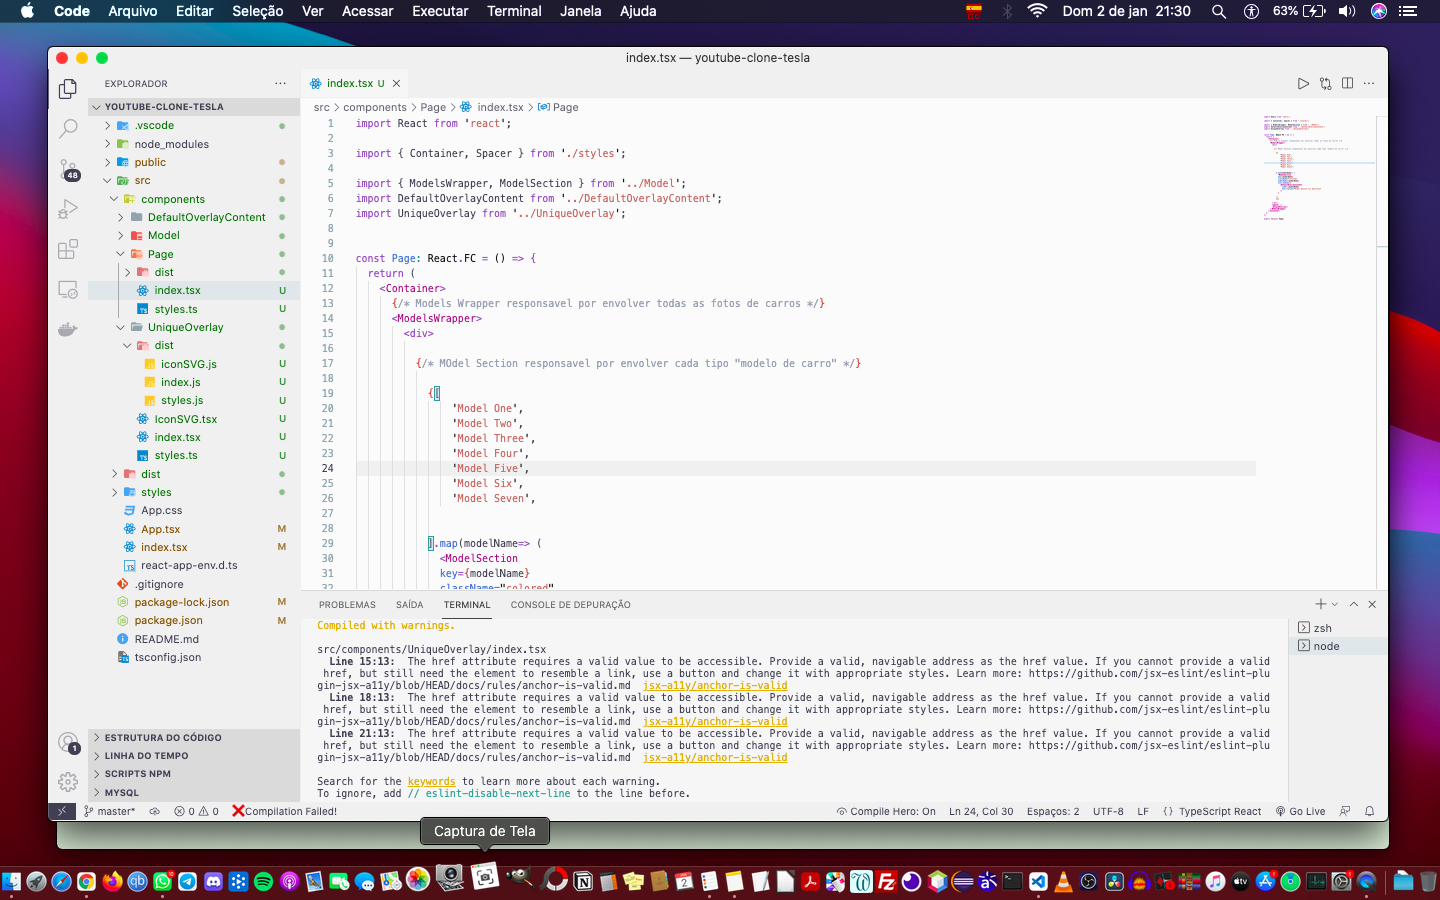 Code Arquivo Editar Seleção Ver Acessar Executar Terminal Janela Ajuda Dom 2 de jan 21:30 63%
index.tsx — youtube-clone-tesla
EXPLORADOR
index.tsx U
YOUTUBE-CLONE-TESLA
src > components > Page > index.tsx > Page
.vscode
node_modules
public
src
components
DefaultOverlayContent
Model
Page
dist
index.tsx U
styles.ts U
UniqueOverlay
dist
iconSVG.js U
index.js U
styles.js U
IconSVG.tsx U
index.tsx U
styles.ts U
dist
styles
App.css
App.tsx M
index.tsx M
react-app-env.d.ts
.gitignore
package-lock.json M
package.json M
README.md
tsconfig.json
48
1
ESTRUTURA DO CÓDIGO
LINHA DO TEMPO
SCRIPTS NPM
MYSQL
1 import React from 'react';
2
3 import { Container, Spacer } from './styles';
4
5 import { ModelsWrapper, ModelSection } from '../Model';
6 import DefaultOverlayContent from '../DefaultOverlayContent';
7 import UniqueOverlay from '../UniqueOverlay';
8
9
10 const Page: React.FC = () => {
11 return (
12 <Container>
13 {/* Models Wrapper responsavel por envolver todas as fotos de carros */}
14 <ModelsWrapper>
15 <div>
16
17 {/* MOdel Section responsavel por envolver cada tipo "modelo de carro" */}
18
19 {[
20 'Model One',
21 'Model Two',
22 'Model Three',
23 'Model Four',
24 'Model Five',
25 'Model Six',
26 'Model Seven',
27
28
29 ].map(modelName=> (
30 <ModelSection
31 key={modelName}
32 className="colored"
PROBLEMAS SAÍDA TERMINAL CONSOLE DE DEPURAÇÃO
zsh
node
Compiled with warnings.
src/components/UniqueOverlay/index.tsx
Line 15:13: The href attribute requires a valid value to be accessible. Provide a valid, navigable address as the href value. If you cannot provide a valid
href, but still need the element to resemble a link, use a button and change it with appropriate styles. Learn more: https://github.com/jsx-eslint/eslint-plu
gin-jsx-a11y/blob/HEAD/docs/rules/anchor-is-valid.md jsx-a11y/anchor-is-valid
Line 18:13: The href attribute requires a valid value to be accessible. Provide a valid, navigable address as the href value. If you cannot provide a valid
href, but still need the element to resemble a link, use a button and change it with appropriate styles. Learn more: https://github.com/jsx-eslint/eslint-plu
gin-jsx-a11y/blob/HEAD/docs/rules/anchor-is-valid.md jsx-a11y/anchor-is-valid
Line 21:13: The href attribute requires a valid value to be accessible. Provide a valid, navigable address as the href value. If you cannot provide a valid
href, but still need the element to resemble a link, use a button and change it with appropriate styles. Learn more: https://github.com/jsx-eslint/eslint-plu
gin-jsx-a11y/blob/HEAD/docs/rules/anchor-is-valid.md jsx-a11y/anchor-is-valid
Search for the keywords to learn more about each warning.
To ignore, add // eslint-disable-next-line to the line before.
master* 0 0 Compilation Failed! Compile Hero: On Ln 24, Col 30 Espaços: 2 UTF-8 LF {} TypeScript React Go Live
Captura de Tela